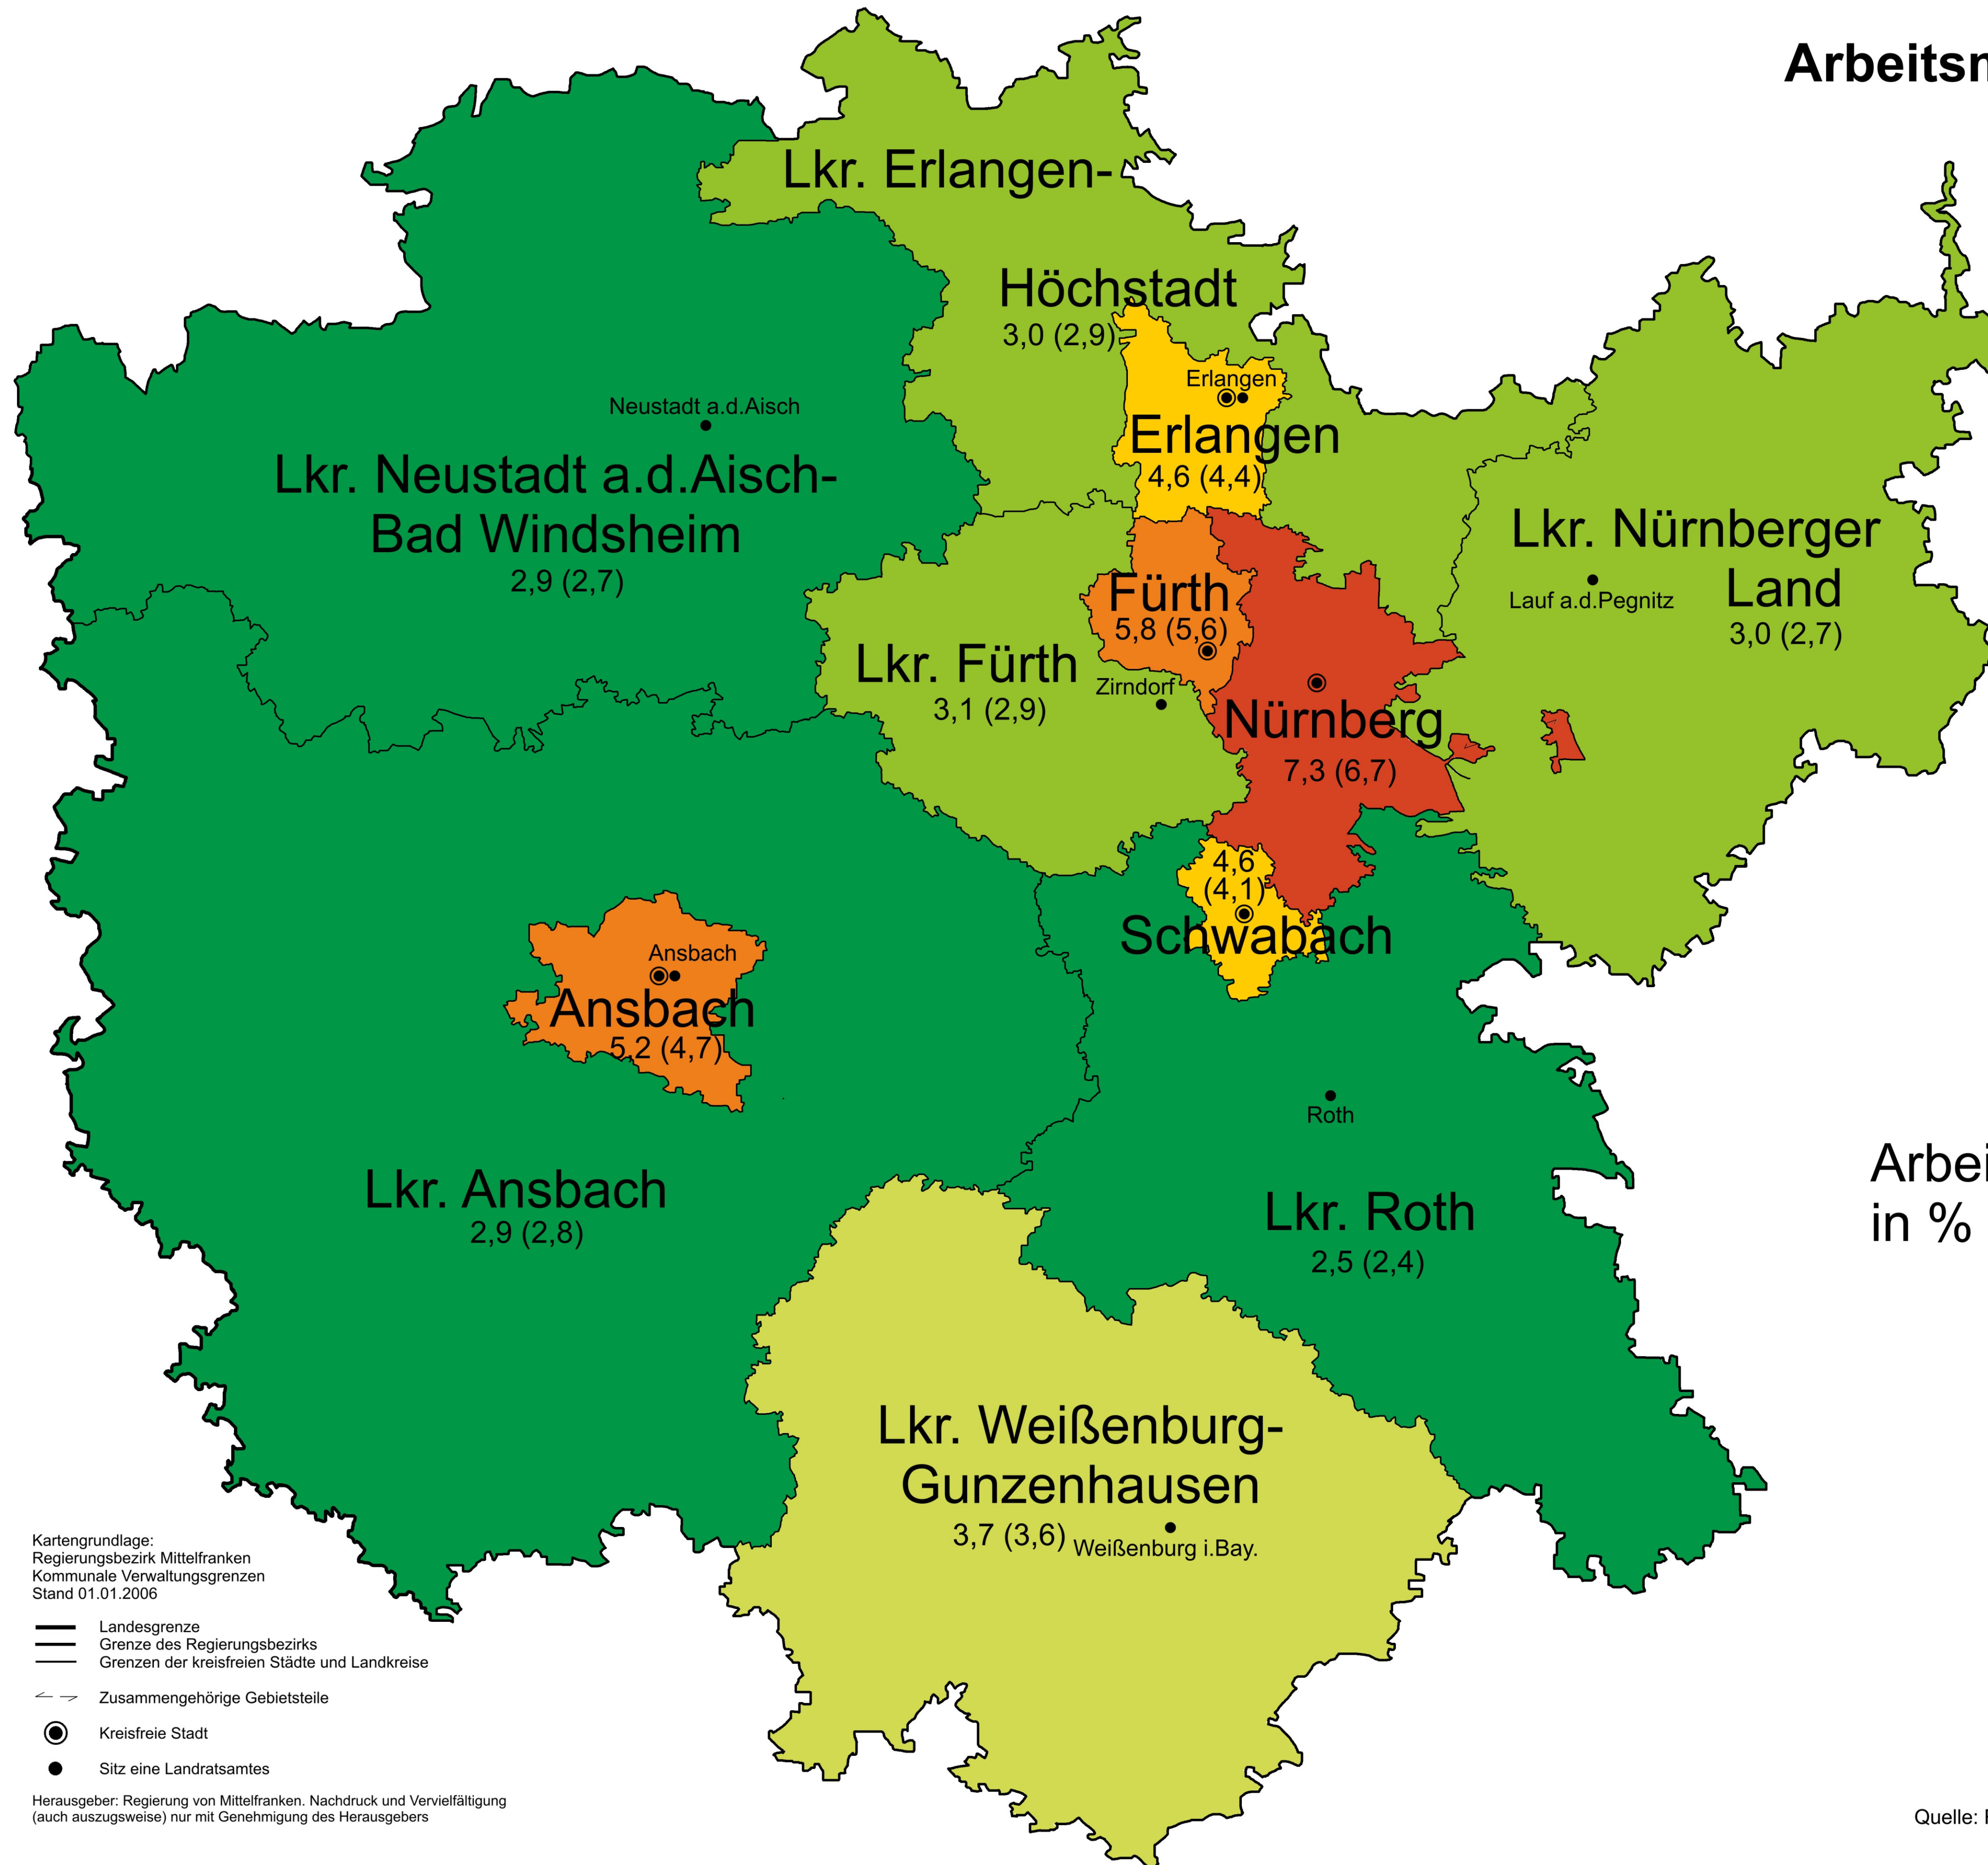 Arbeitsm
Lkr. Erlangen-
Höchstadt
3,0 (2,9)
Erlangen
Erlangen
4,6 (4,4)
Neustadt a.d.Aisch
Lkr. Neustadt a.d.Aisch-
Bad Windsheim
2,9 (2,7)
Lkr. Nürnberger
Land
3,0 (2,7)
Lauf a.d.Pegnitz
Fürth
5,8 (5,6)
Lkr. Fürth
3,1 (2,9)
Zirndorf
Nürnberg
7,3 (6,7)
4,6
(4,1)
Schwabach
Ansbach
Ansbach
5,2 (4,7)
Roth
Lkr. Ansbach
2,9 (2,8)
Lkr. Roth
2,5 (2,4)
Arbei
in %
Lkr. Weißenburg-
Gunzenhausen
3,7 (3,6)
Weißenburg i.Bay.
Kartengrundlage:
Regierungsbezirk Mittelfranken
Kommunale Verwaltungsgrenzen
Stand 01.01.2006
Landesgrenze
Grenze des Regierungsbezirks
Grenzen der kreisfreien Städte und Landkreise
Zusammengehörige Gebietsteile
Kreisfreie Stadt
Sitz eine Landratsamtes
Herausgeber: Regierung von Mittelfranken. Nachdruck und Vervielfältigung
(auch auszugsweise) nur mit Genehmigung des Herausgebers
Quelle: